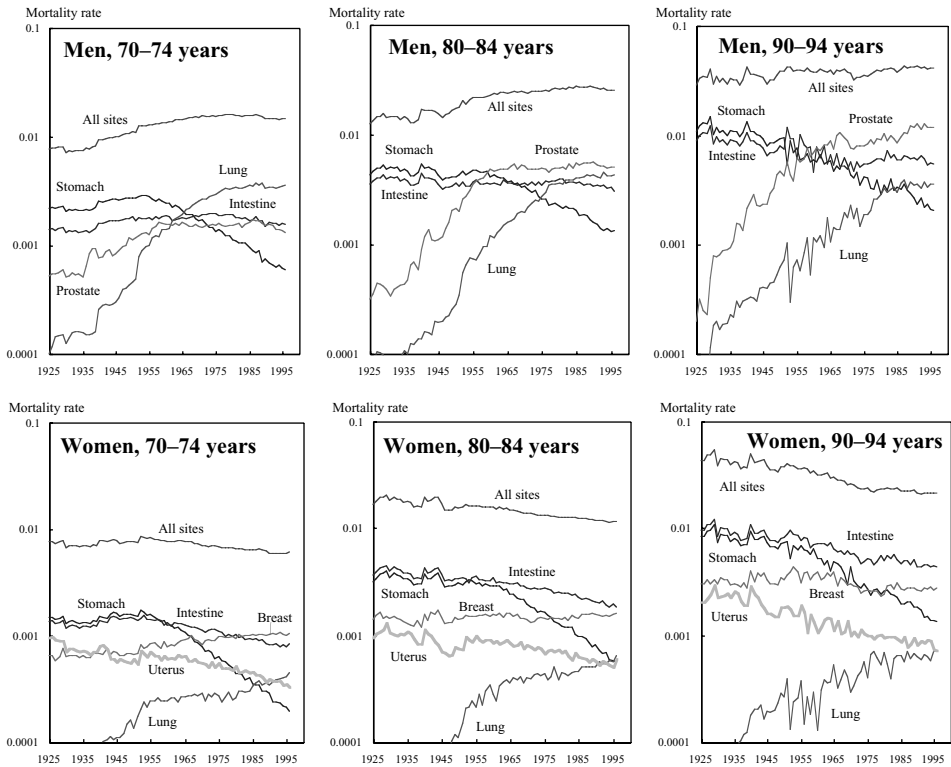 Mortality rate
0.1
Men, 70–74 years
All sites
0.01
Lung
Stomach
Intestine
0.001
Prostate
0.0001
1925 1935 1945 1955 1965 1975 1985 1995
Mortality rate
0.1
Men, 80–84 years
All sites
0.01
Stomach
Prostate
Intestine
0.001
Lung
0.0001
1925 1935 1945 1955 1965 1975 1985 1995
Mortality rate
0.1
Men, 90–94 years
All sites
Stomach
Prostate
0.01
Intestine
0.001
Lung
0.0001
1925 1935 1945 1955 1965 1975 1985 1995
Mortality rate
0.1
Women, 70–74 years
All sites
0.01
Stomach
Intestine
Breast
0.001
Uterus
Lung
0.0001
1925 1935 1945 1955 1965 1975 1985 1995
Mortality rate
0.1
Women, 80–84 years
All sites
0.01
Intestine
Stomach
Breast
0.001
Uterus
Lung
0.0001
1925 1935 1945 1955 1965 1975 1985 1995
Mortality rate
0.1
Women, 90–94 years
All sites
0.01
Intestine
Stomach
Breast
Uterus
0.001
Lung
0.0001
1925 1935 1945 1955 1965 1975 1985 1995